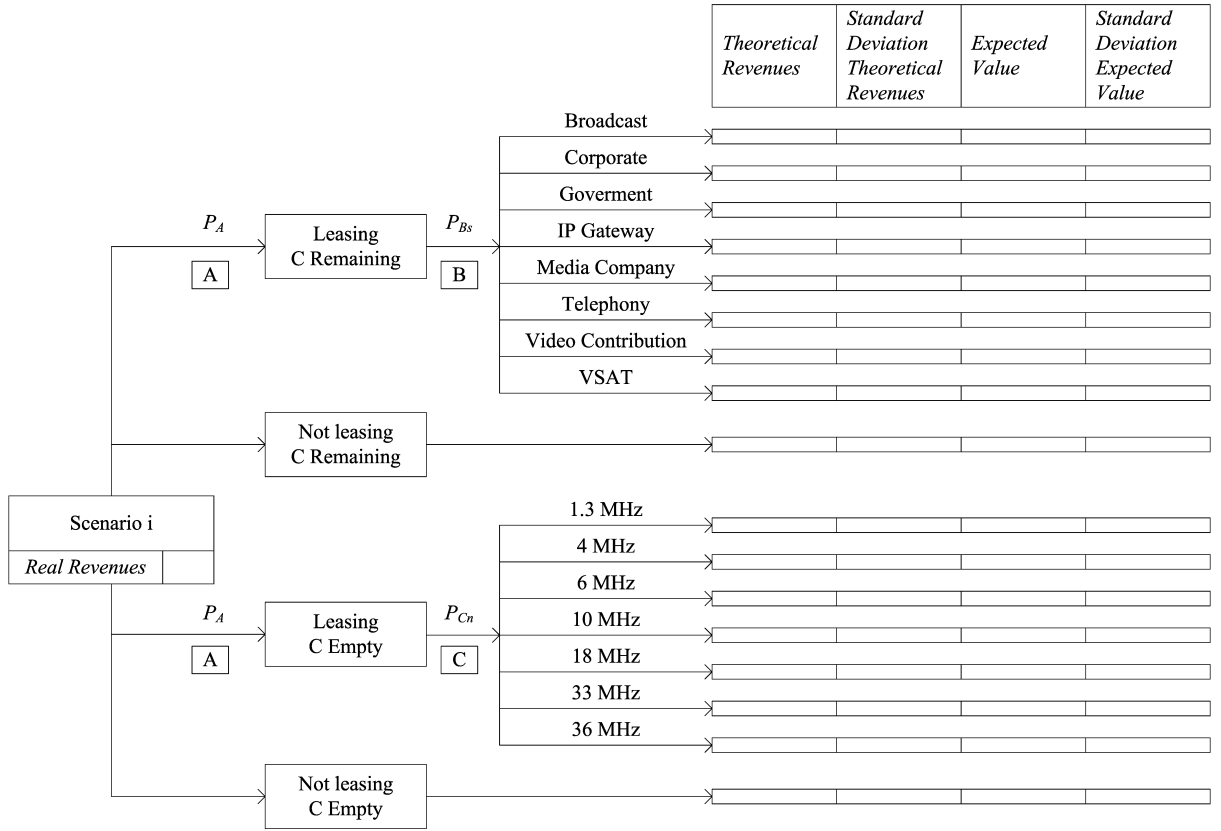 Theoretical
Revenues
Standard
Deviation
Theoretical
Revenues
Expected
Value
Standard
Deviation
Expected
Value
Broadcast
Corporate
Goverment
IP Gateway
Media Company
Telephony
Video Contribution
VSAT
P_A
A
Leasing
C Remaining
P_Bs
B
Not leasing
C Remaining
Scenario i
Real Revenues
P_A
A
Leasing
C Empty
P_Cn
C
1.3 MHz
4 MHz
6 MHz
10 MHz
18 MHz
33 MHz
36 MHz
Not leasing
C Empty